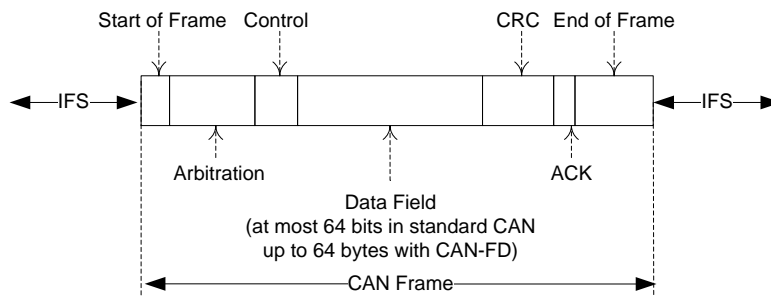 Start of Frame
Control
CRC
End of Frame
IFS
IFS
Arbitration
ACK
Data Field
(at most 64 bits in standard CAN
up to 64 bytes with CAN-FD)
CAN Frame